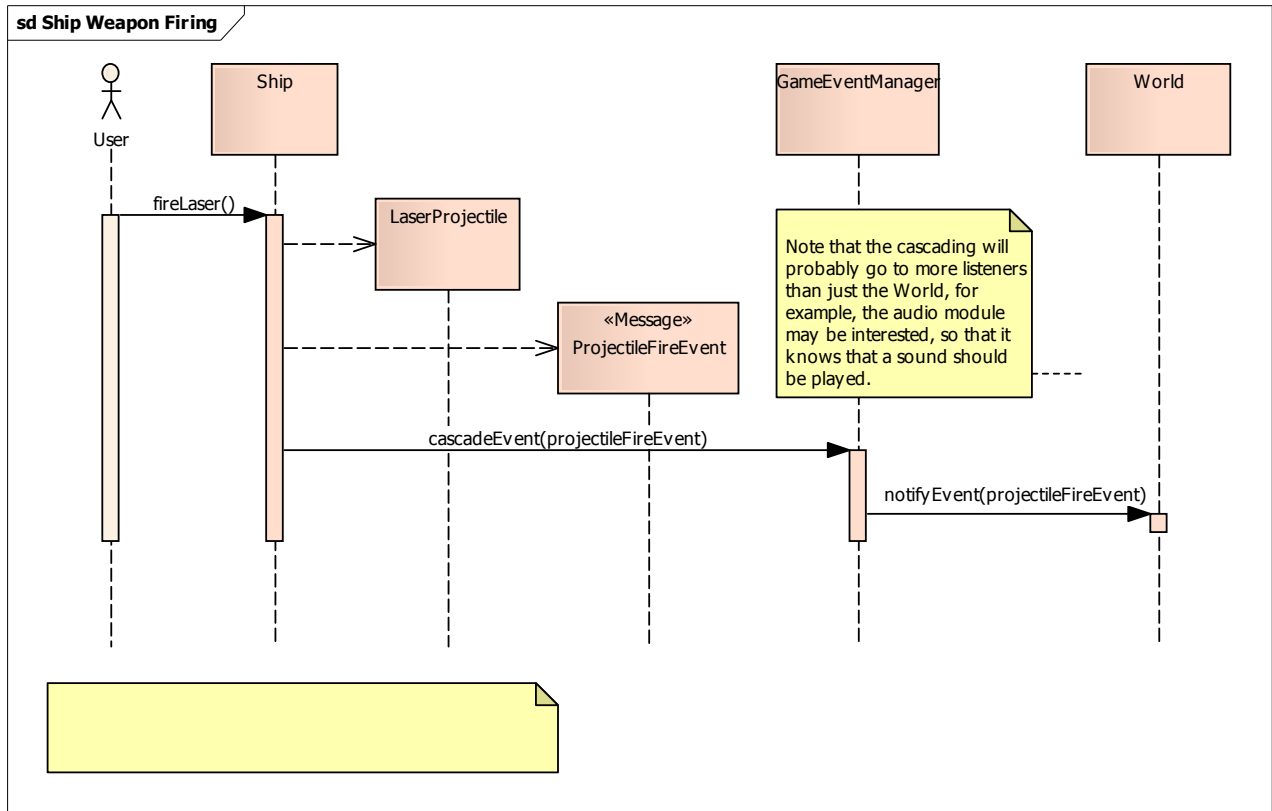 sd Ship Weapon Firing
User
Ship
GameEventManager
World
fireLaser()
LaserProjectile
«Message»
ProjectileFireEvent
Note that the cascading will
probably go to more listeners
than just the World, for
example, the audio module
may be interested, so that it
knows that a sound should
be played.
cascadeEvent(projectileFireEvent)
notifyEvent(projectileFireEvent)